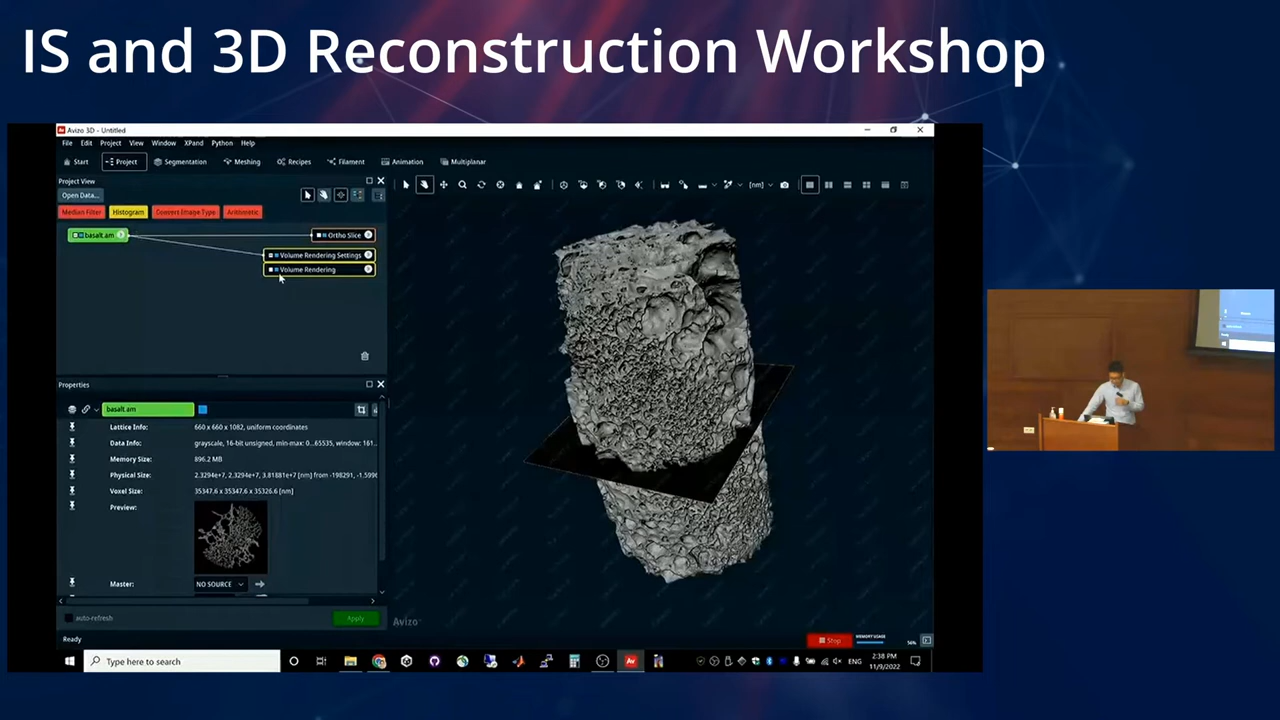 IS and 3D Reconstruction Workshop
Avizo 3D - Untitled
File Edit Project View Window XPand Python Help
Start Project Segmentation Meshing Recipes Filament Animation Multiplanar
Project View
Open Data...
Median Filter Histogram Convert Image Type Arithmetic
basalt.am Ortho Slice
Volume Rendering Settings
Volume Rendering
[nm]
Properties
basalt.am
Lattice Info: 660 x 660 x 1082, uniform coordinates
Data Info: grayscale, 16-bit unsigned, min-max: 0...65535, window: 161...
Memory Size: 896.2 MB
Physical Size: 2.3294e+7, 2.3294e+7, 3.81881e+7 [nm] from -198291, -1.5996
Voxel Size: 35347.6 x 35347.6 x 35326.6 [nm]
Preview:
Master: NO SOURCE
auto-refresh Apply
Avizo
Ready Stop MEMORY USAGE 56%
Type here to search
ENG 2:38 PM
11/9/2022